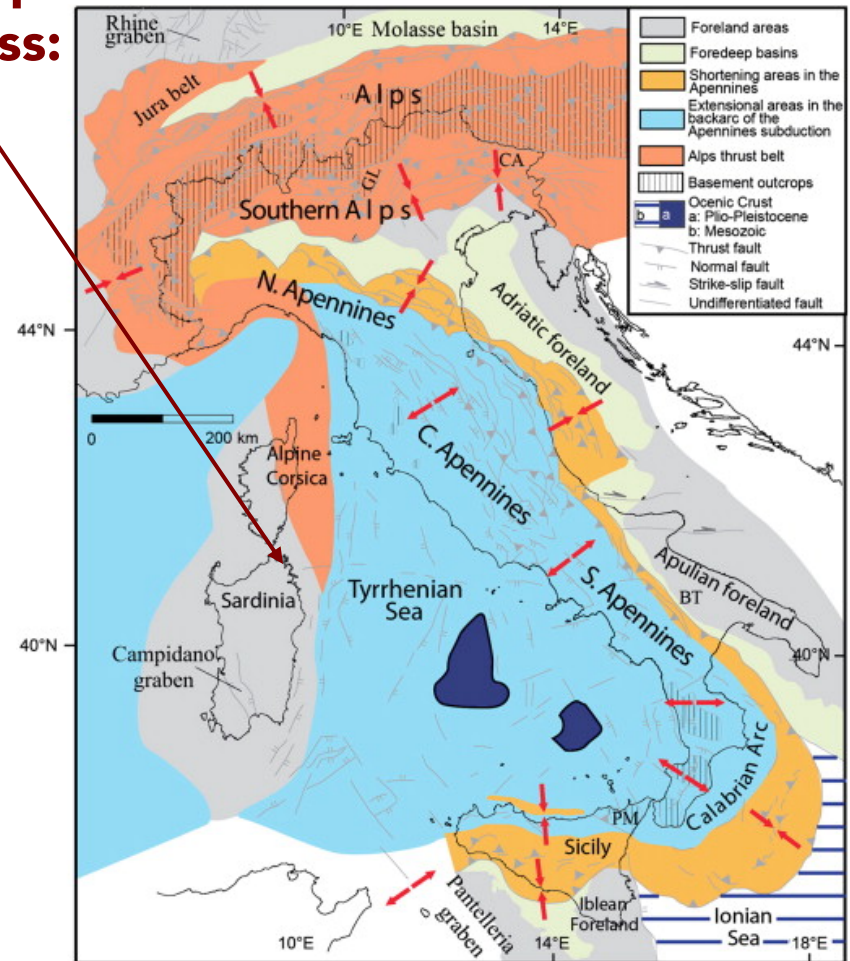 p
ss:
Rhine
graben
10°E
Molasse basin
14°E
Jura belt
Alps
CA
GL
Southern Alps
N. Apennines
Adriatic foreland
44°N
44°N
0
200 km
Alpine
Corsica
C. Apennines
Sardinia
Tyrrhenian
Sea
S. Apennines
Apulian foreland
BT
40°N
40°N
Campidano
graben
Calabrian Arc
PM
Sicily
Pantelleria
graben
Iblean
Foreland
Ionian
Sea
10°E
14°E
18°E
Foreland areas
Foredeep basins
Shortening areas in the
Apennines
Extensional areas in the
backarc of the
Apennines subduction
Alps thrust belt
Basement outcrops
b
a
Ocenic Crust
a: Plio-Pleistocene
b: Mesozoic
Thrust fault
Normal fault
Strike-slip fault
Undifferentiated fault